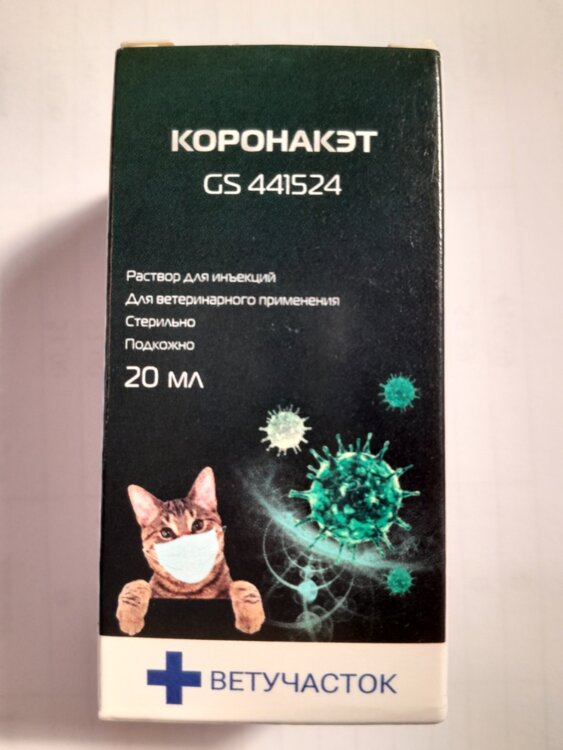 КОРОНАКЭТ
GS 441524
Раствор для инъекций
Для ветеринарного применения
Стерильно
Подкожно
20 мл
ВЕТУЧАСТОК